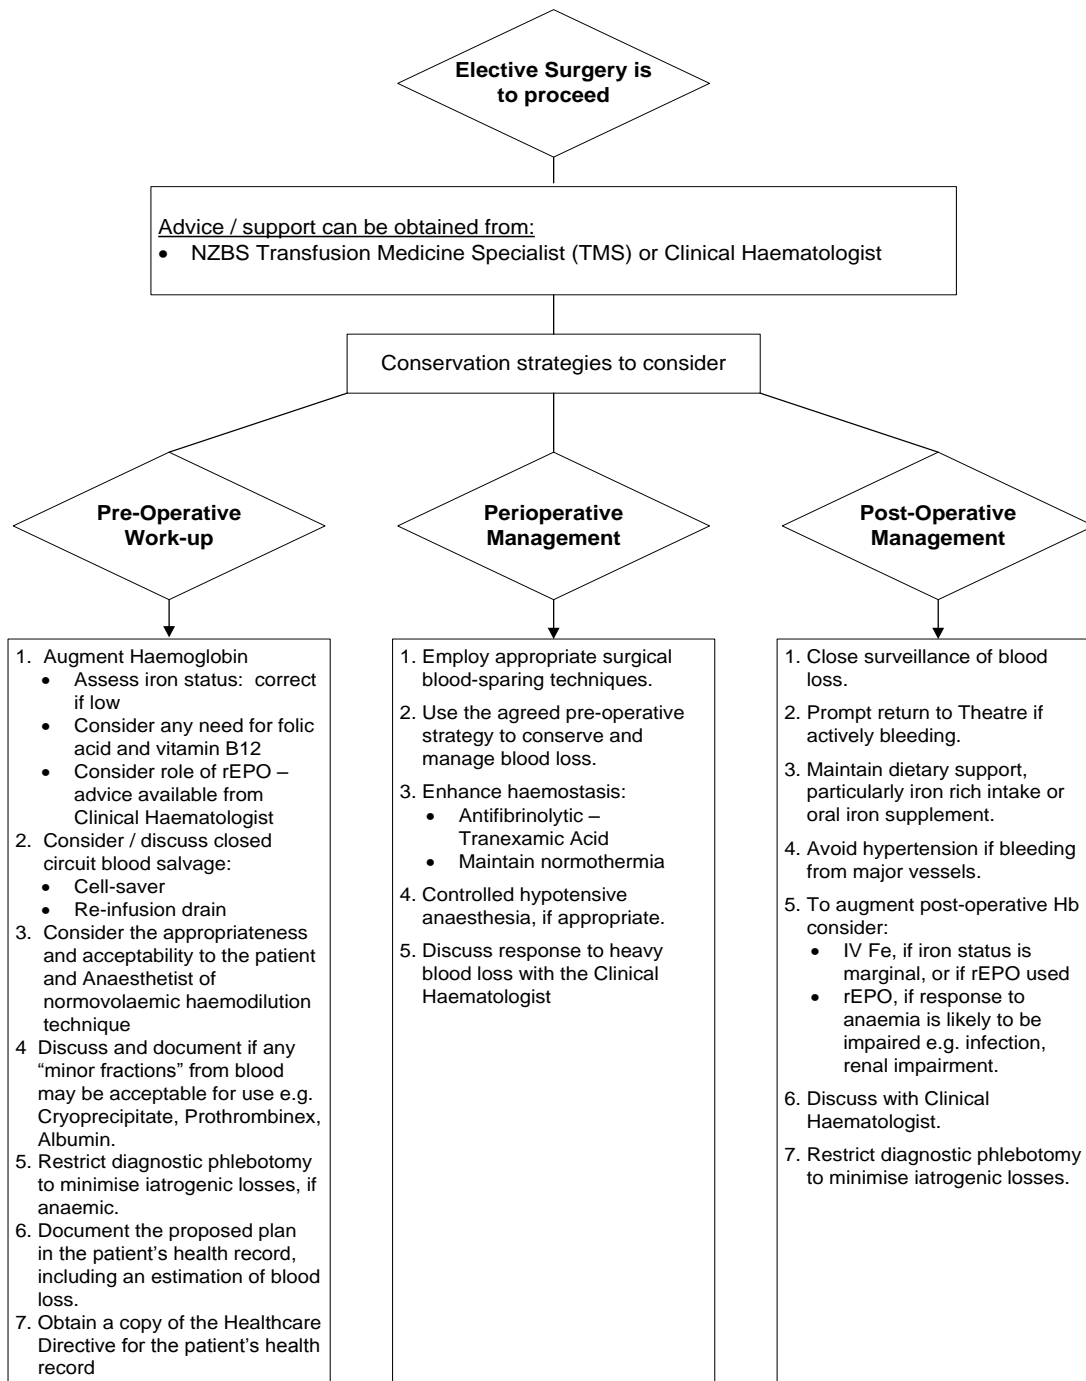 Elective Surgery is
to proceed
Advice / support can be obtained from:
• NZBS Transfusion Medicine Specialist (TMS) or Clinical Haematologist
Conservation strategies to consider
Pre-Operative
Work-up
Perioperative
Management
Post-Operative
Management
1. Augment Haemoglobin
• Assess iron status: correct
if low
• Consider any need for folic
acid and vitamin B12
• Consider role of rEPO –
advice available from
Clinical Haematologist
2. Consider / discuss closed
circuit blood salvage:
• Cell-saver
• Re-infusion drain
3. Consider the appropriateness
and acceptability to the patient
and Anaesthetist of
normovolaemic haemodilution
technique
4 Discuss and document if any
“minor fractions” from blood
may be acceptable for use e.g.
Cryoprecipitate, Prothrombinex,
Albumin.
5. Restrict diagnostic phlebotomy
to minimise iatrogenic losses, if
anaemic.
6. Document the proposed plan
in the patient’s health record,
including an estimation of blood
loss.
7. Obtain a copy of the Healthcare
Directive for the patient’s health
record
1. Employ appropriate surgical
blood-sparing techniques.
2. Use the agreed pre-operative
strategy to conserve and
manage blood loss.
3. Enhance haemostasis:
• Antifibrinolytic –
Tranexamic Acid
• Maintain normothermia
4. Controlled hypotensive
anaesthesia, if appropriate.
5. Discuss response to heavy
blood loss with the Clinical
Haematologist
1. Close surveillance of blood
loss.
2. Prompt return to Theatre if
actively bleeding.
3. Maintain dietary support,
particularly iron rich intake or
oral iron supplement.
4. Avoid hypertension if bleeding
from major vessels.
5. To augment post-operative Hb
consider:
• IV Fe, if iron status is
marginal, or if rEPO used
• rEPO, if response to
anaemia is likely to be
impaired e.g. infection,
renal impairment.
6. Discuss with Clinical
Haematologist.
7. Restrict diagnostic phlebotomy
to minimise iatrogenic losses.